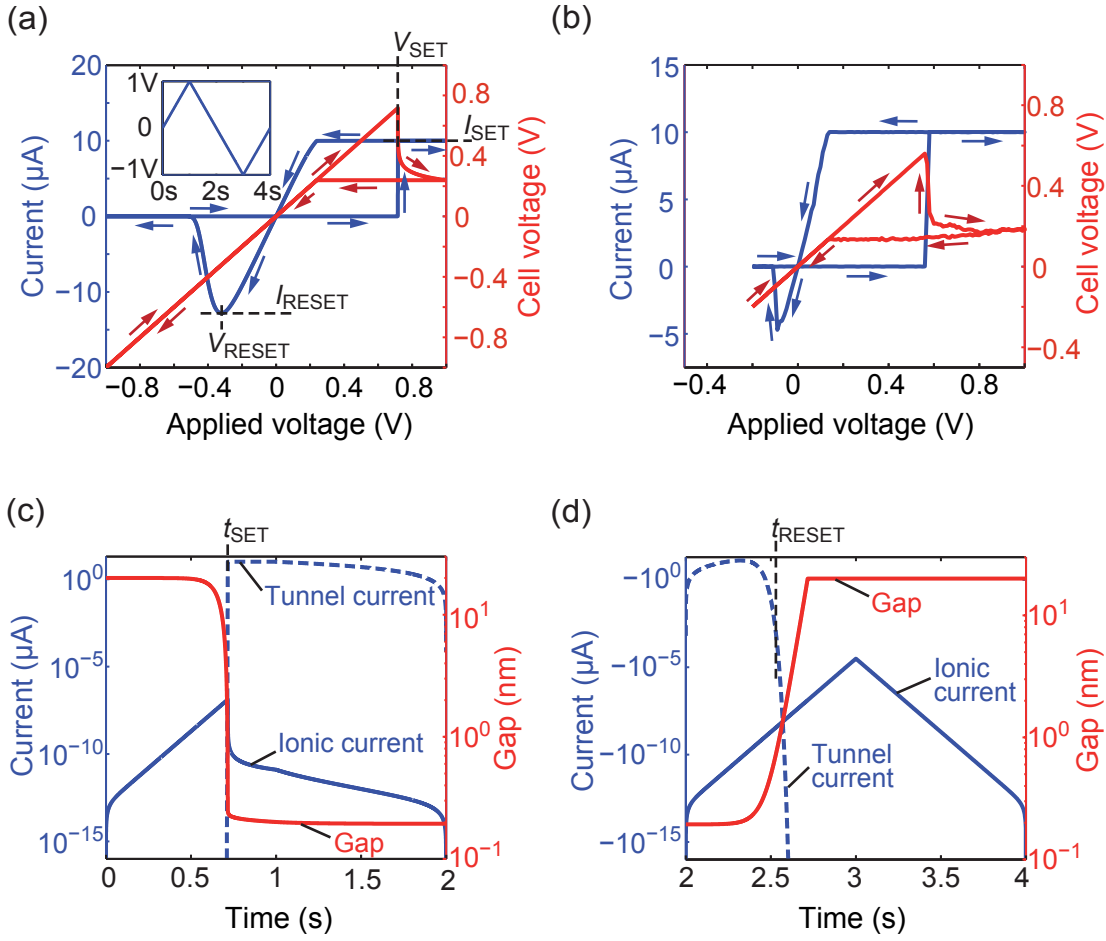 (a)
V_SET
20
10
0
−10
−20
Current (µA)
1V
0
−1V
0s 2s 4s
I_SET
I_RESET
V_RESET
0.8
0.4
0
−0.4
−0.8
Cell voltage (V)
−0.8 −0.4 0 0.4 0.8
Applied voltage (V)
(b)
15
10
5
0
−5
Current (µA)
0.8
0.4
0
−0.4
Cell voltage (V)
−0.4 0 0.4 0.8
Applied voltage (V)
(c)
t_SET
10^0
10^−5
10^−10
10^−15
Current (µA)
Tunnel current
Ionic current
Gap
10^1
10^0
10^−1
Gap (nm)
0 0.5 1 1.5 2
Time (s)
(d)
t_RESET
−10^0
−10^−5
−10^−10
−10^−15
Current (µA)
Gap
Ionic
current
Tunnel
current
10^1
10^0
10^−1
Gap (nm)
2 2.5 3 3.5 4
Time (s)